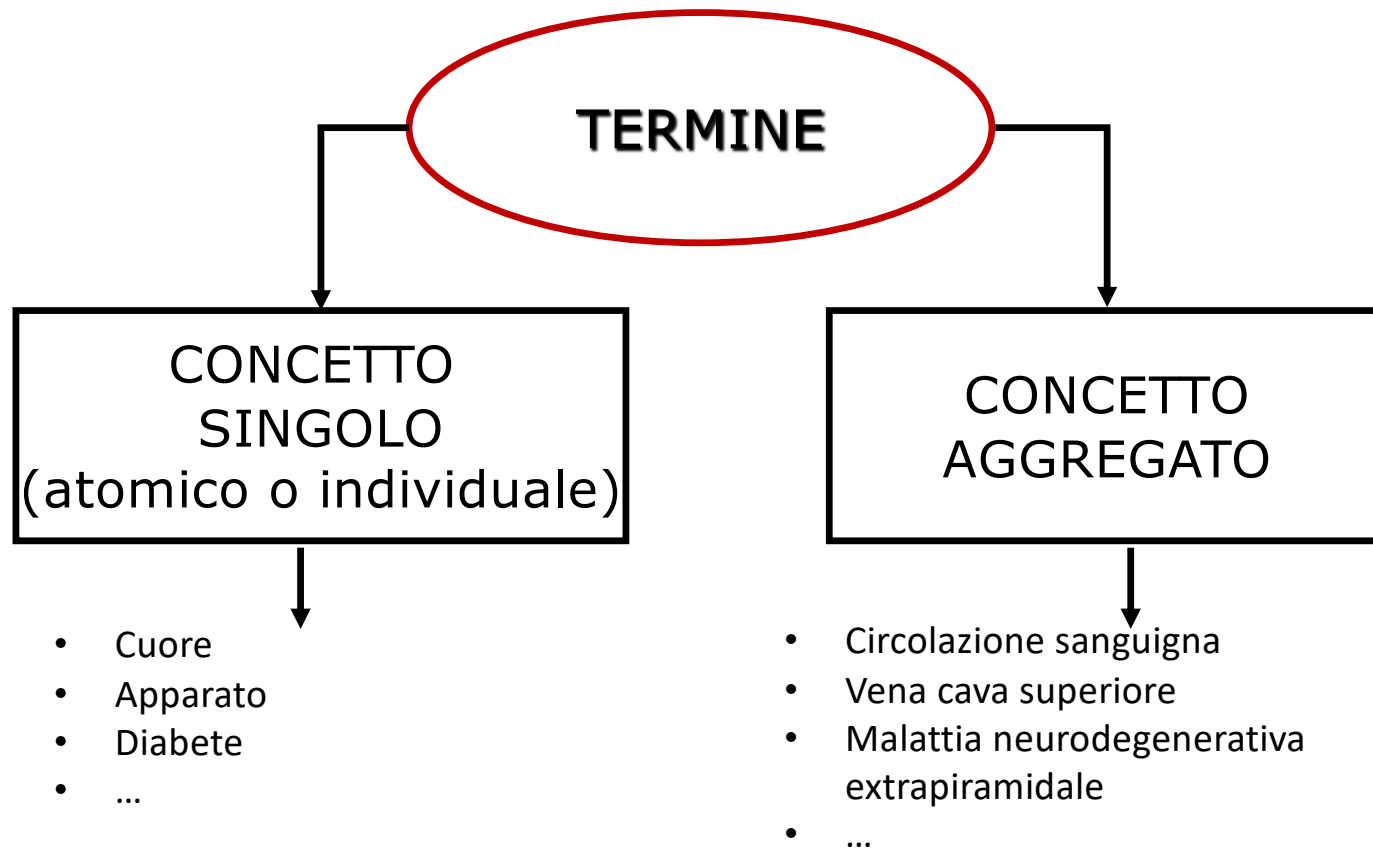 TERMINE
CONCETTO
SINGOLO
(atomico o individuale)
• Cuore
• Apparato
• Diabete
• …
CONCETTO
AGGREGATO
• Circolazione sanguigna
• Vena cava superiore
• Malattia neurodegenerativa
extrapiramidale
• …